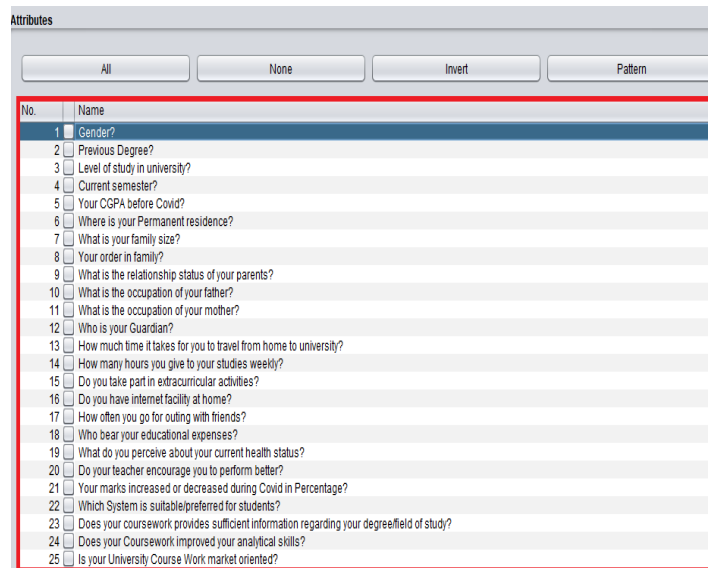 Attributes
All None Invert Pattern
No. Name
1 Gender?
2 Previous Degree?
3 Level of study in university?
4 Current semester?
5 Your CGPA before Covid?
6 Where is your Permanent residence?
7 What is your family size?
8 Your order in family?
9 What is the relationship status of your parents?
10 What is the occupation of your father?
11 What is the occupation of your mother?
12 Who is your Guardian?
13 How much time it takes for you to travel from home to university?
14 How many hours you give to your studies weekly?
15 Do you take part in extracurricular activities?
16 Do you have internet facility at home?
17 How often you go for outing with friends?
18 Who bear your educational expenses?
19 What do you perceive about your current health status?
20 Do your teacher encourage you to perform better?
21 Your marks increased or decreased during Covid in Percentage?
22 Which System is suitable/preferred for students?
23 Does your coursework provides sufficient information regarding your degree/field of study?
24 Does your Coursework improved your analytical skills?
25 Is your University Course Work market oriented?